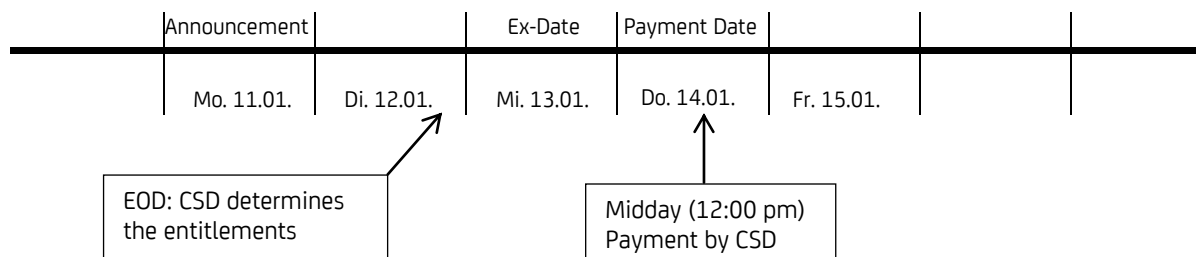 Announcement
Ex-Date
Payment Date
Mo. 11.01.
Di. 12.01.
Mi. 13.01.
Do. 14.01.
Fr. 15.01.
EOD: CSD determines
the entitlements
Midday (12:00 pm)
Payment by CSD